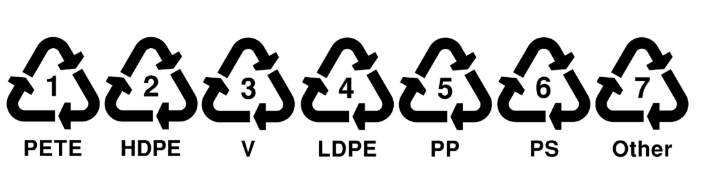 1 2 3 4 5 6 7
PETE HDPE V LDPE PP PS Other